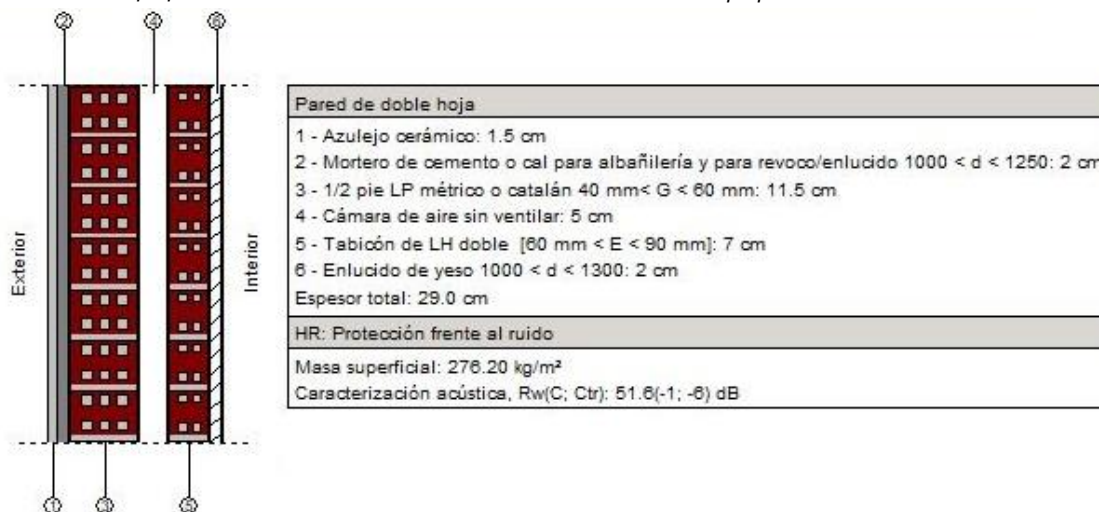 ② ④ ⑥
Exterior
Interior
① ③ ⑤
Pared de doble hoja
1 - Azulejo cerámico: 1.5 cm
2 - Mortero de cemento o cal para albañilería y para revoco/enlucido 1000 < d < 1250: 2 cm
3 - 1/2 pie LP métrico o catalán 40 mm< G < 60 mm: 11.5 cm
4 - Cámara de aire sin ventilar: 5 cm
5 - Tabicón de LH doble [60 mm < E < 90 mm]: 7 cm
6 - Enlucido de yeso 1000 < d < 1300: 2 cm
Espesor total: 29.0 cm
HR: Protección frente al ruido
Masa superficial: 276.20 kg/m²
Caracterización acústica, Rw(C; Ctr): 51.6(-1; -6) dB